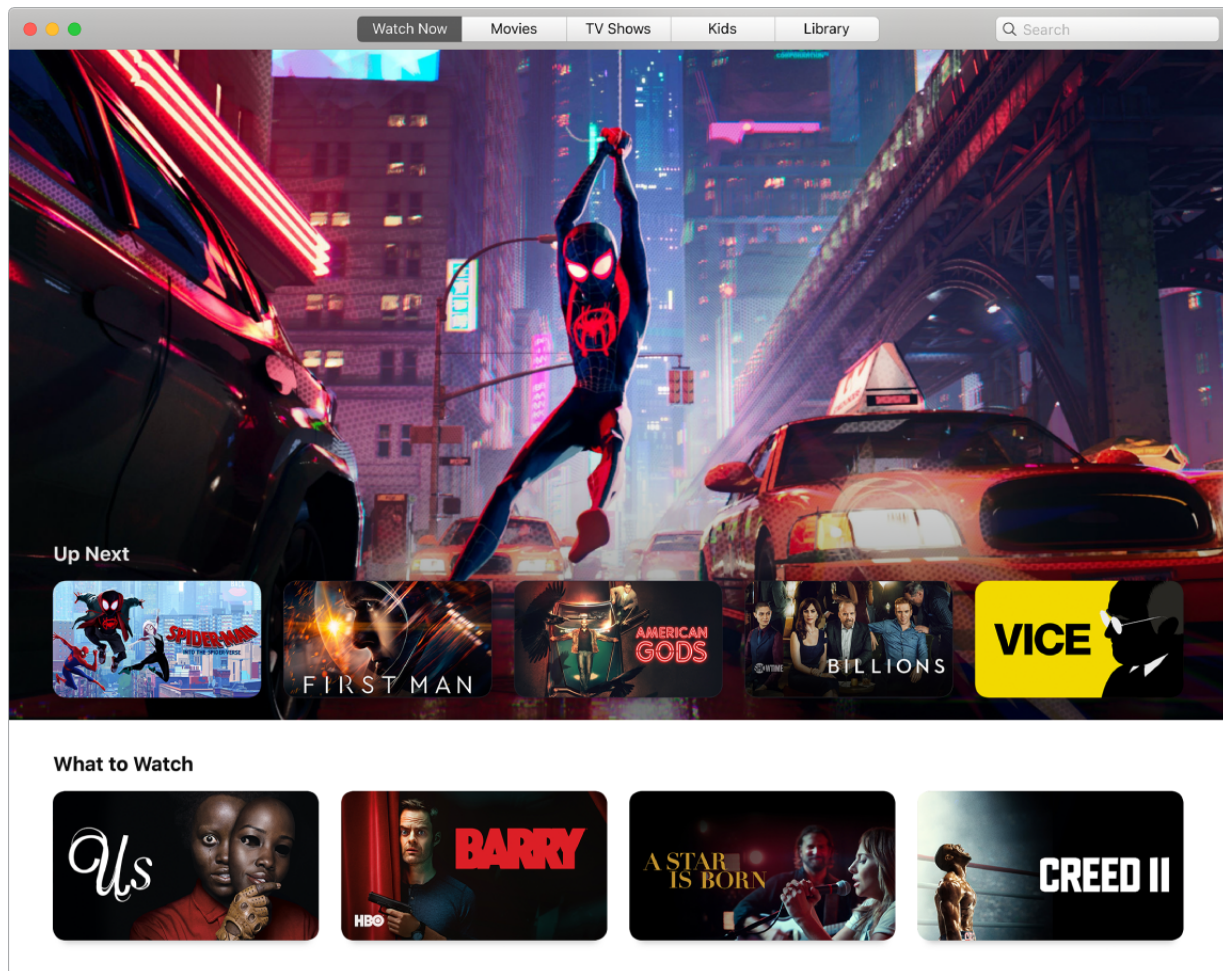 Watch Now
Movies
TV Shows
Kids
Library
Search
Up Next
SPIDER-MAN
INTO THE SPIDER-VERSE
FIRST MAN
AMERICAN
GODS
SHOWTIME
BILLIONS
VICE
What to Watch
Us
BARRY
HBO
A STAR
IS BORN
CREED II